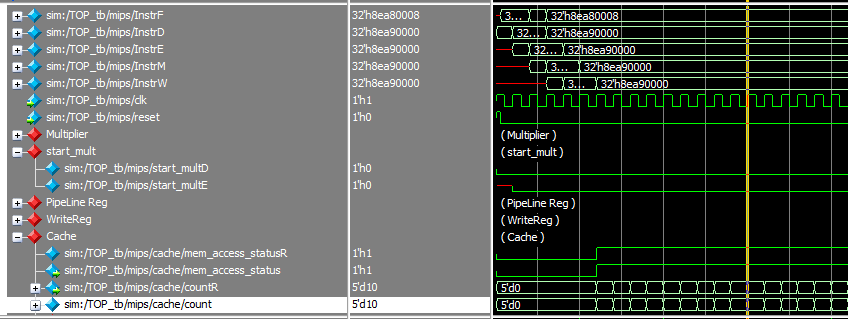 sim:/TOP_tb/mips/InstrF 32'h8ea80008 3... 32'h8ea80008
sim:/TOP_tb/mips/InstrD 32'h8ea90000 32... 32'h8ea90000
sim:/TOP_tb/mips/InstrE 32'h8ea90000 32... 32'h8ea90000
sim:/TOP_tb/mips/InstrM 32'h8ea90000 3... 32'h8ea90000
sim:/TOP_tb/mips/InstrW 32'h8ea90000 3... 32'h8ea90000
sim:/TOP_tb/mips/clk 1'h1
sim:/TOP_tb/mips/reset 1'h0
Multiplier ( Multiplier )
start_mult ( start_mult )
sim:/TOP_tb/mips/start_multD 1'h0
sim:/TOP_tb/mips/start_multE 1'h0
PipeLine Reg ( PipeLine Reg )
WriteReg ( WriteReg )
Cache ( Cache )
sim:/TOP_tb/mips/cache/mem_access_statusR 1'h1
sim:/TOP_tb/mips/cache/mem_access_status 1'h1
sim:/TOP_tb/mips/cache/countR 5'd10 5'd0
sim:/TOP_tb/mips/cache/count 5'd10 5'd0